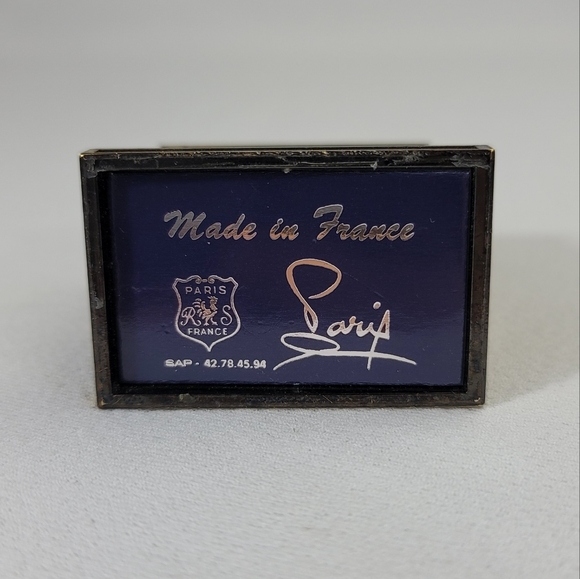 Made in France
PARIS
R S
FRANCE
Paris
SAP - 42.78.45.94